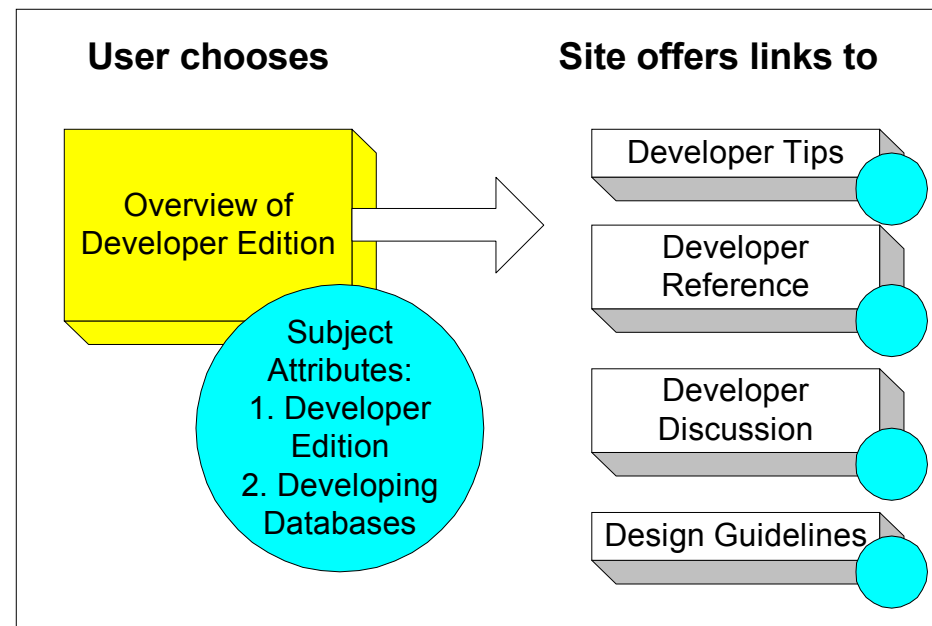 User chooses
Overview of
Developer Edition
Subject
Attributes:
1. Developer
Edition
2. Developing
Databases
Site offers links to
Developer Tips
Developer
Reference
Developer
Discussion
Design Guidelines